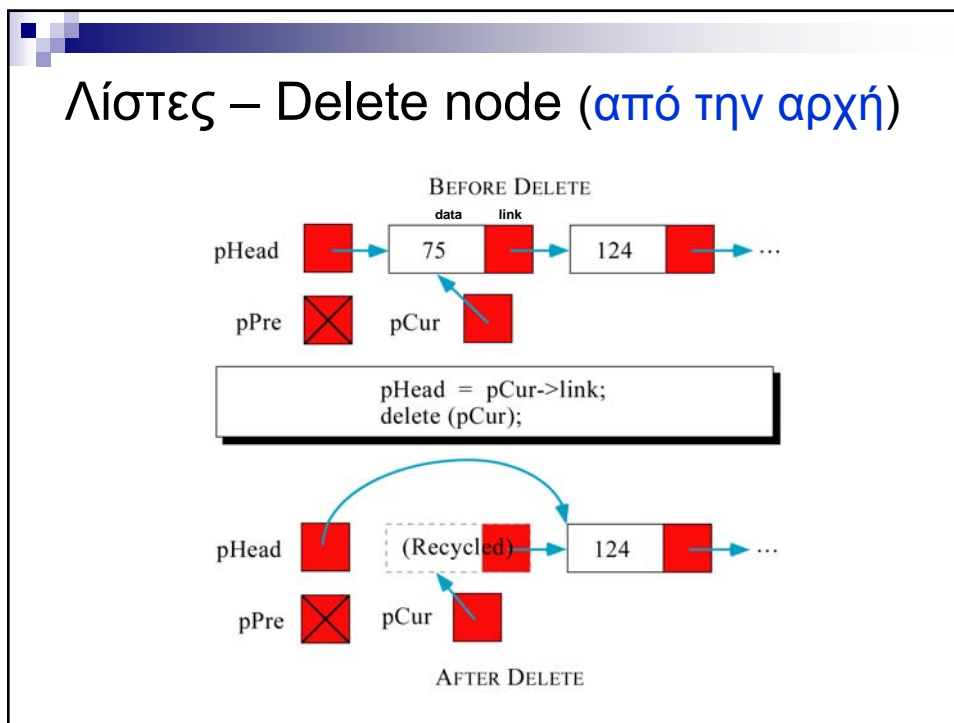 Λίστες – Delete node (από την αρχή)
BEFORE DELETE
data link
pHead 75 124 ...
pPre pCur
pHead = pCur->link;
delete (pCur);
pHead (Recycled) 124 ...
pPre pCur
AFTER DELETE